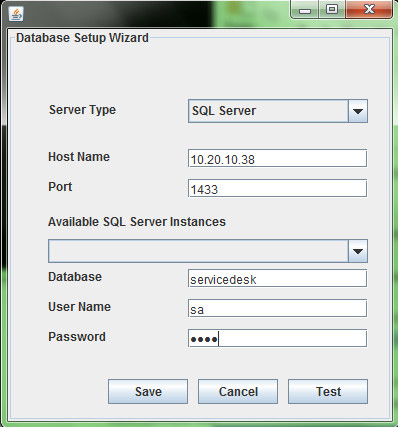 Database Setup Wizard
Server Type SQL Server
Host Name 10.20.10.38
Port 1433
Available SQL Server Instances
Database servicedesk
User Name sa
Password ••••
Save Cancel Test